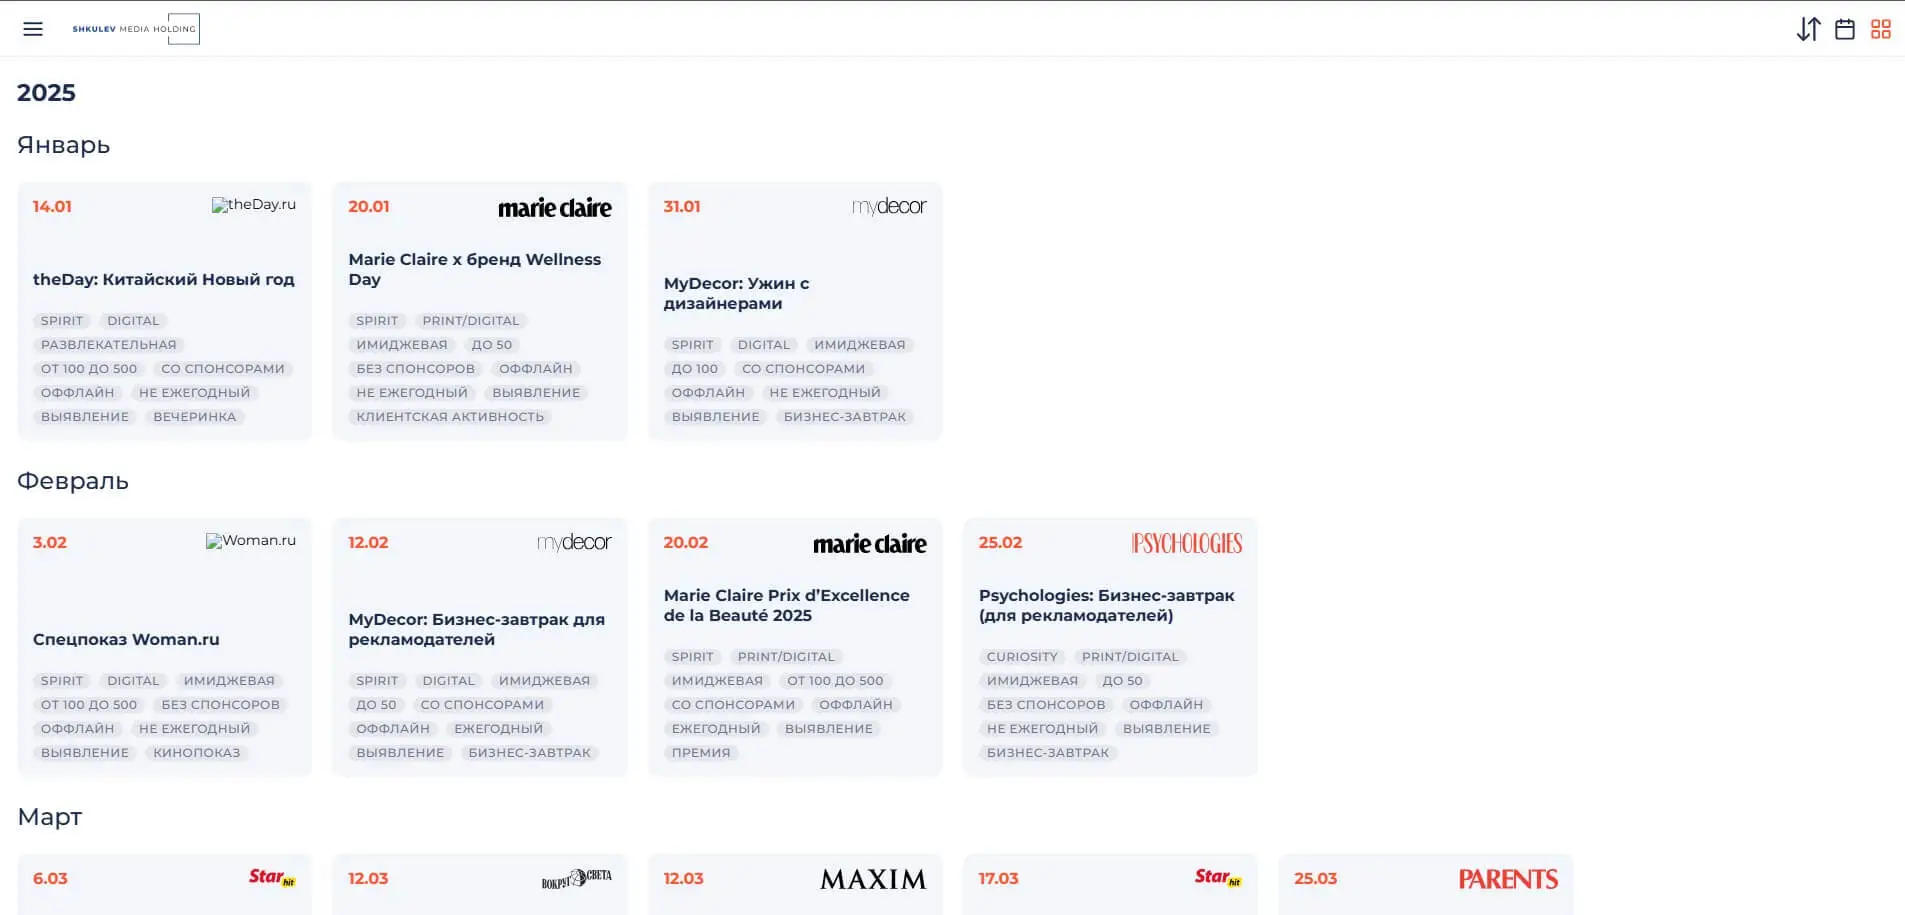 SHKULEV MEDIA HOLDING
2025
Январь
14.01
theDay.ru
theDay: Китайский Новый год
SPIRIT DIGITAL
РАЗВЛЕКАТЕЛЬНАЯ
ОТ 100 ДО 500 СО СПОНСОРАМИ
ОФФЛАЙН НЕ ЕЖЕГОДНЫЙ
ВЫЯВЛЕНИЕ ВЕЧЕРИНКА
20.01
marie claire
Marie Claire x бренд Wellness
Day
SPIRIT PRINT/DIGITAL
ИМИДЖЕВАЯ ДО 50
БЕЗ СПОНСОРОВ ОФФЛАЙН
НЕ ЕЖЕГОДНЫЙ ВЫЯВЛЕНИЕ
КЛИЕНТСКАЯ АКТИВНОСТЬ
31.01
mydecor
MyDecor: Ужин с
дизайнерами
SPIRIT DIGITAL ИМИДЖЕВАЯ
ДО 100 СО СПОНСОРАМИ
ОФФЛАЙН НЕ ЕЖЕГОДНЫЙ
ВЫЯВЛЕНИЕ БИЗНЕС-ЗАВТРАК
Февраль
3.02
Woman.ru
Спецпоказ Woman.ru
SPIRIT DIGITAL ИМИДЖЕВАЯ
ОТ 100 ДО 500 БЕЗ СПОНСОРОВ
ОФФЛАЙН НЕ ЕЖЕГОДНЫЙ
ВЫЯВЛЕНИЕ КИНОПОКАЗ
12.02
mydecor
MyDecor: Бизнес-завтрак для
рекламодателей
SPIRIT DIGITAL ИМИДЖЕВАЯ
ДО 50 СО СПОНСОРАМИ
ОФФЛАЙН ЕЖЕГОДНЫЙ
ВЫЯВЛЕНИЕ БИЗНЕС-ЗАВТРАК
20.02
marie claire
Marie Claire Prix d’Excellence
de la Beauté 2025
SPIRIT PRINT/DIGITAL
ИМИДЖЕВАЯ ОТ 100 ДО 500
СО СПОНСОРАМИ ОФФЛАЙН
ЕЖЕГОДНЫЙ ВЫЯВЛЕНИЕ
ПРЕМИЯ
25.02
PSYCHOLOGIES
Psychologies: Бизнес-завтрак
(для рекламодателей)
CURIOSITY PRINT/DIGITAL
ИМИДЖЕВАЯ ДО 50
БЕЗ СПОНСОРОВ ОФФЛАЙН
НЕ ЕЖЕГОДНЫЙ ВЫЯВЛЕНИЕ
БИЗНЕС-ЗАВТРАК
Март
6.03
Star hit
12.03
ВОКРУГ СВЕТА
12.03
MAXIM
17.03
Star hit
25.03
PARENTS